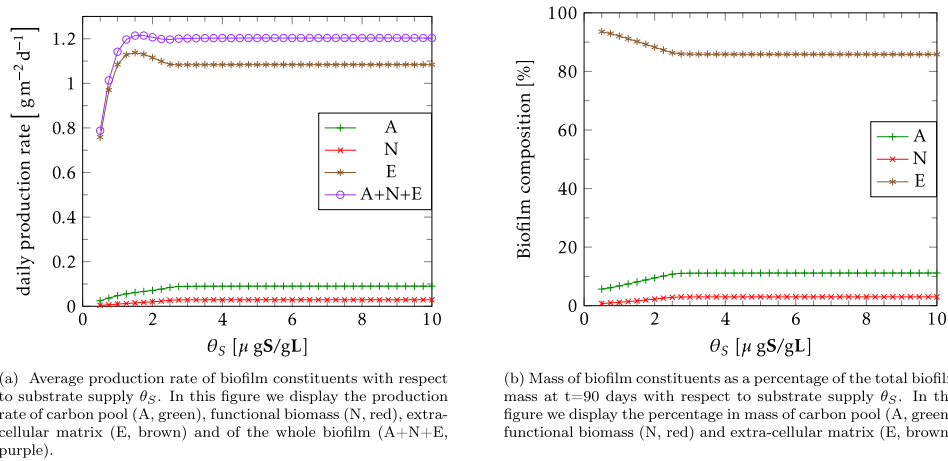 daily production rate [ g m⁻² d⁻¹ ]
1.2
1
0.8
0.6
0.4
0.2
0
0 2 4 6 8 10
θ_S [μ gS/gL]
A
N
E
A+N+E
Biofilm composition [%]
100
80
60
40
20
0
0 2 4 6 8 10
θ_S [μ gS/gL]
A
N
E
(a) Average production rate of biofilm constituents with respect
to substrate supply θ_S. In this figure we display the production
rate of carbon pool (A, green), functional biomass (N, red), extra-
cellular matrix (E, brown) and of the whole biofilm (A+N+E,
purple).
(b) Mass of biofilm constituents as a percentage of the total
mass at t=90 days with respect to substrate supply θ_S. In
figure we display the percentage in mass of carbon pool (A, green
functional biomass (N, red) and extra-cellular matrix (E, brown